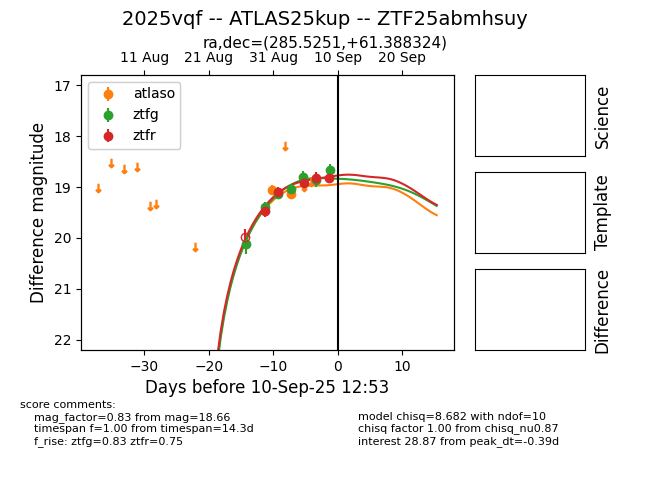 2025vqf -- ATLAS25kup -- ZTF25abmhsuy
ra,dec=(285.5251,+61.388324)
11 Aug 21 Aug 31 Aug 10 Sep 20 Sep
17
18
19
20
21
22
Difference magnitude
atlaso
ztfg
ztfr
−30 −20 −10 0 10
Days before 10-Sep-25 12:53
Science
Template
Difference
score comments:
mag_factor=0.83 from mag=18.66
timespan f=1.00 from timespan=14.3d
f_rise: ztfg=0.83 ztfr=0.75
model chisq=8.682 with ndof=10
chisq factor 1.00 from chisq_nu0.87
interest 28.87 from peak_dt=-0.39d